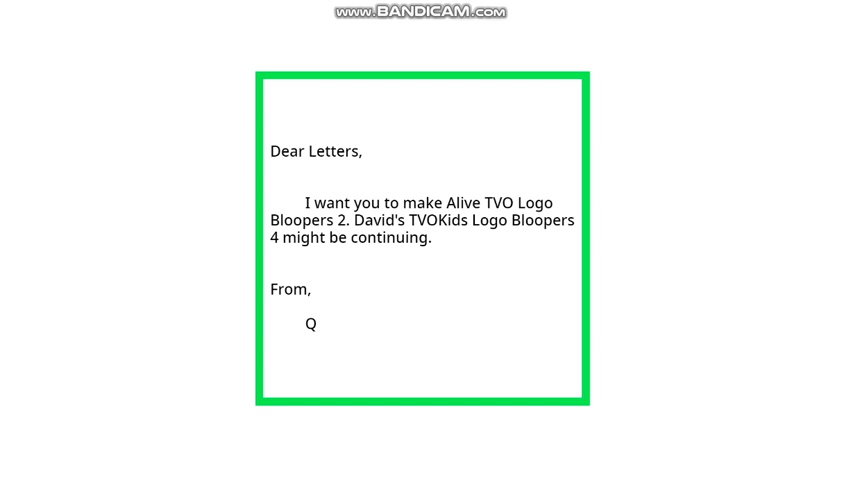 www.BANDICAM.com
Dear Letters,
I want you to make Alive TVO Logo
Bloopers 2. David's TVOKids Logo Bloopers
4 might be continuing.
From,
Q